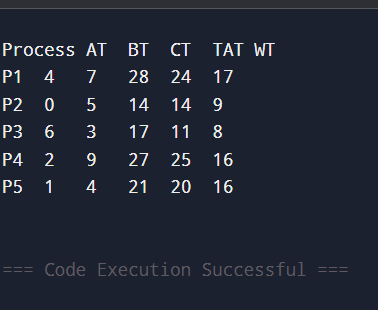 Process AT BT CT TAT WT
P1 4 7 28 24 17
P2 0 5 14 14 9
P3 6 3 17 11 8
P4 2 9 27 25 16
P5 1 4 21 20 16
=== Code Execution Successful ===